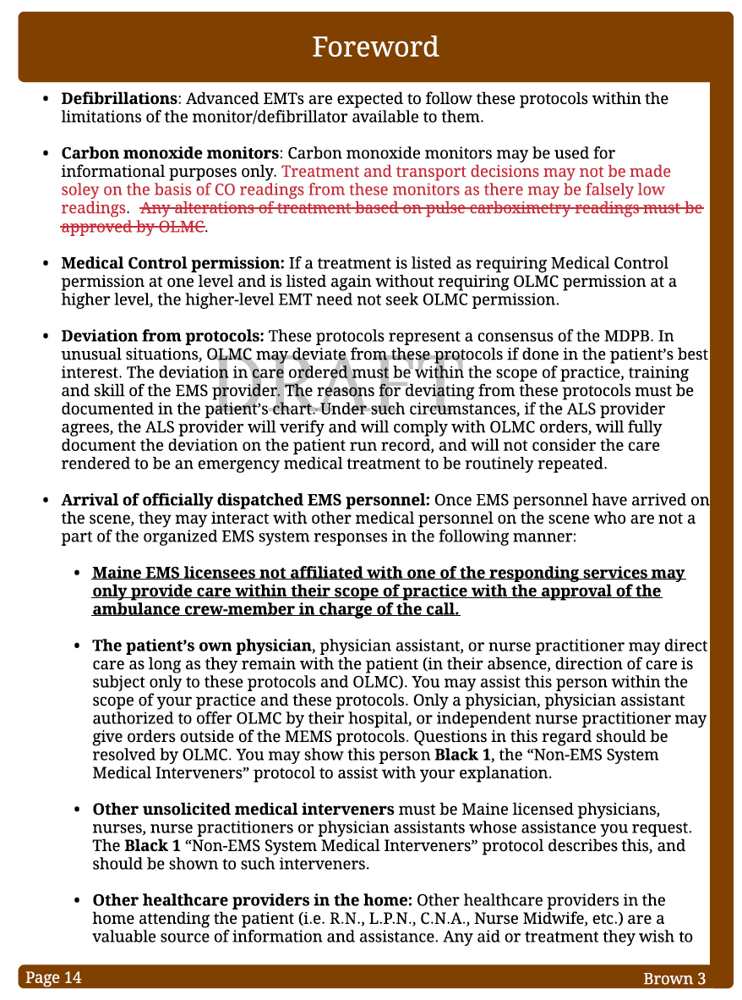 Foreword
• Defibrillations: Advanced EMTs are expected to follow these protocols within the
limitations of the monitor/defibrillator available to them.
• Carbon monoxide monitors: Carbon monoxide monitors may be used for
informational purposes only. Treatment and transport decisions may not be made
soley on the basis of CO readings from these monitors as there may be falsely low
readings. Any alterations of treatment based on pulse carboximetry readings must be
approved by OLMC.
• Medical Control permission: If a treatment is listed as requiring Medical Control
permission at one level and is listed again without requiring OLMC permission at a
higher level, the higher-level EMT need not seek OLMC permission.
• Deviation from protocols: These protocols represent a consensus of the MDPB. In
unusual situations, OLMC may deviate from these protocols if done in the patient’s best
interest. The deviation in care ordered must be within the scope of practice, training
and skill of the EMS provider. The reasons for deviating from these protocols must be
documented in the patient’s chart. Under such circumstances, if the ALS provider
agrees, the ALS provider will verify and will comply with OLMC orders, will fully
document the deviation on the patient run record, and will not consider the care
rendered to be an emergency medical treatment to be routinely repeated.
DRAFT
• Arrival of officially dispatched EMS personnel: Once EMS personnel have arrived on
the scene, they may interact with other medical personnel on the scene who are not a
part of the organized EMS system responses in the following manner:
• Maine EMS licensees not affiliated with one of the responding services may
only provide care within their scope of practice with the approval of the
ambulance crew-member in charge of the call.
• The patient’s own physician, physician assistant, or nurse practitioner may direct
care as long as they remain with the patient (in their absence, direction of care is
subject only to these protocols and OLMC). You may assist this person within the
scope of your practice and these protocols. Only a physician, physician assistant
authorized to offer OLMC by their hospital, or independent nurse practitioner may
give orders outside of the MEMS protocols. Questions in this regard should be
resolved by OLMC. You may show this person Black 1, the “Non-EMS System
Medical Interveners” protocol to assist with your explanation.
• Other unsolicited medical interveners must be Maine licensed physicians,
nurses, nurse practitioners or physician assistants whose assistance you request.
The Black 1 “Non-EMS System Medical Interveners” protocol describes this, and
should be shown to such interveners.
• Other healthcare providers in the home: Other healthcare providers in the
home attending the patient (i.e. R.N., L.P.N., C.N.A., Nurse Midwife, etc.) are a
valuable source of information and assistance. Any aid or treatment they wish to
Page 14
Brown 3